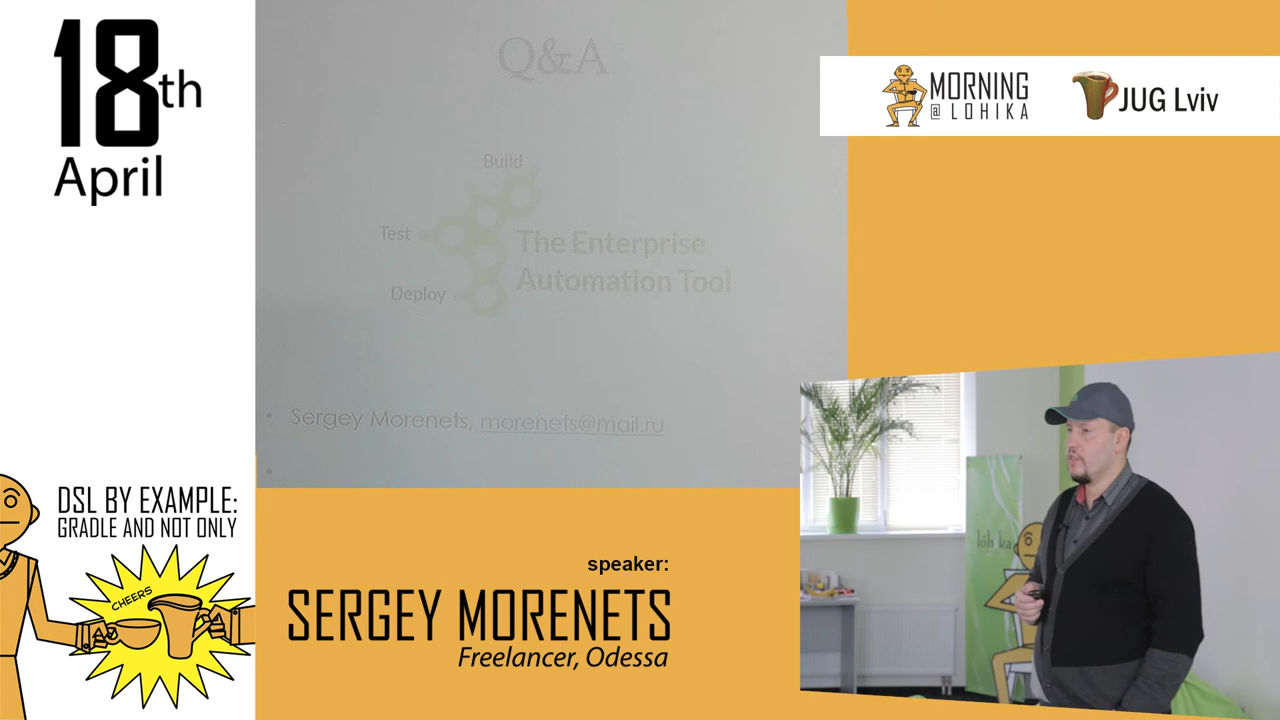 18th
April
Q&A
Build
Test
Deploy
The Enterprise
Automation Tool
• Sergey Morenets, morenets@mail.ru
•
MORNING
@ LOHIKA
JUG Lviv
DSL BY EXAMPLE:
GRADLE AND NOT ONLY
CHEERS
speaker:
SERGEY MORENETS
Freelancer, Odessa
lóhika